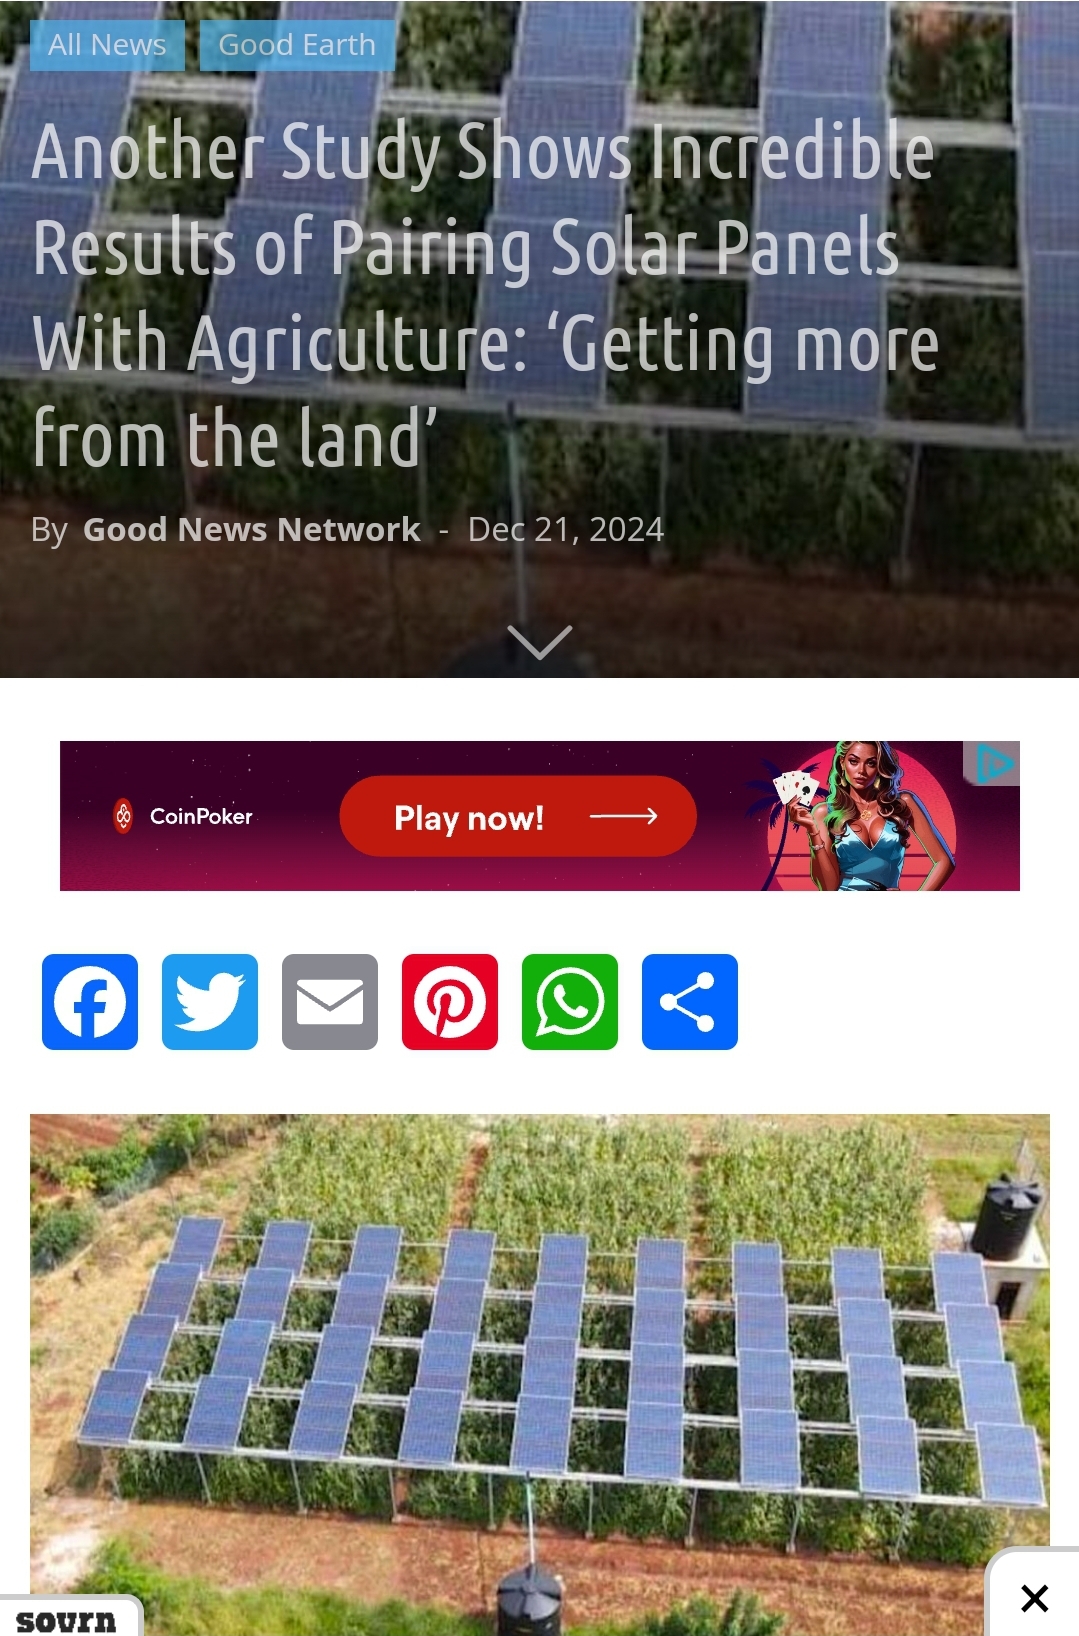 All News Good Earth
Another Study Shows Incredible
Results of Pairing Solar Panels
With Agriculture: ‘Getting more
from the land’
By Good News Network - Dec 21, 2024
CoinPoker Play now!
sovrn